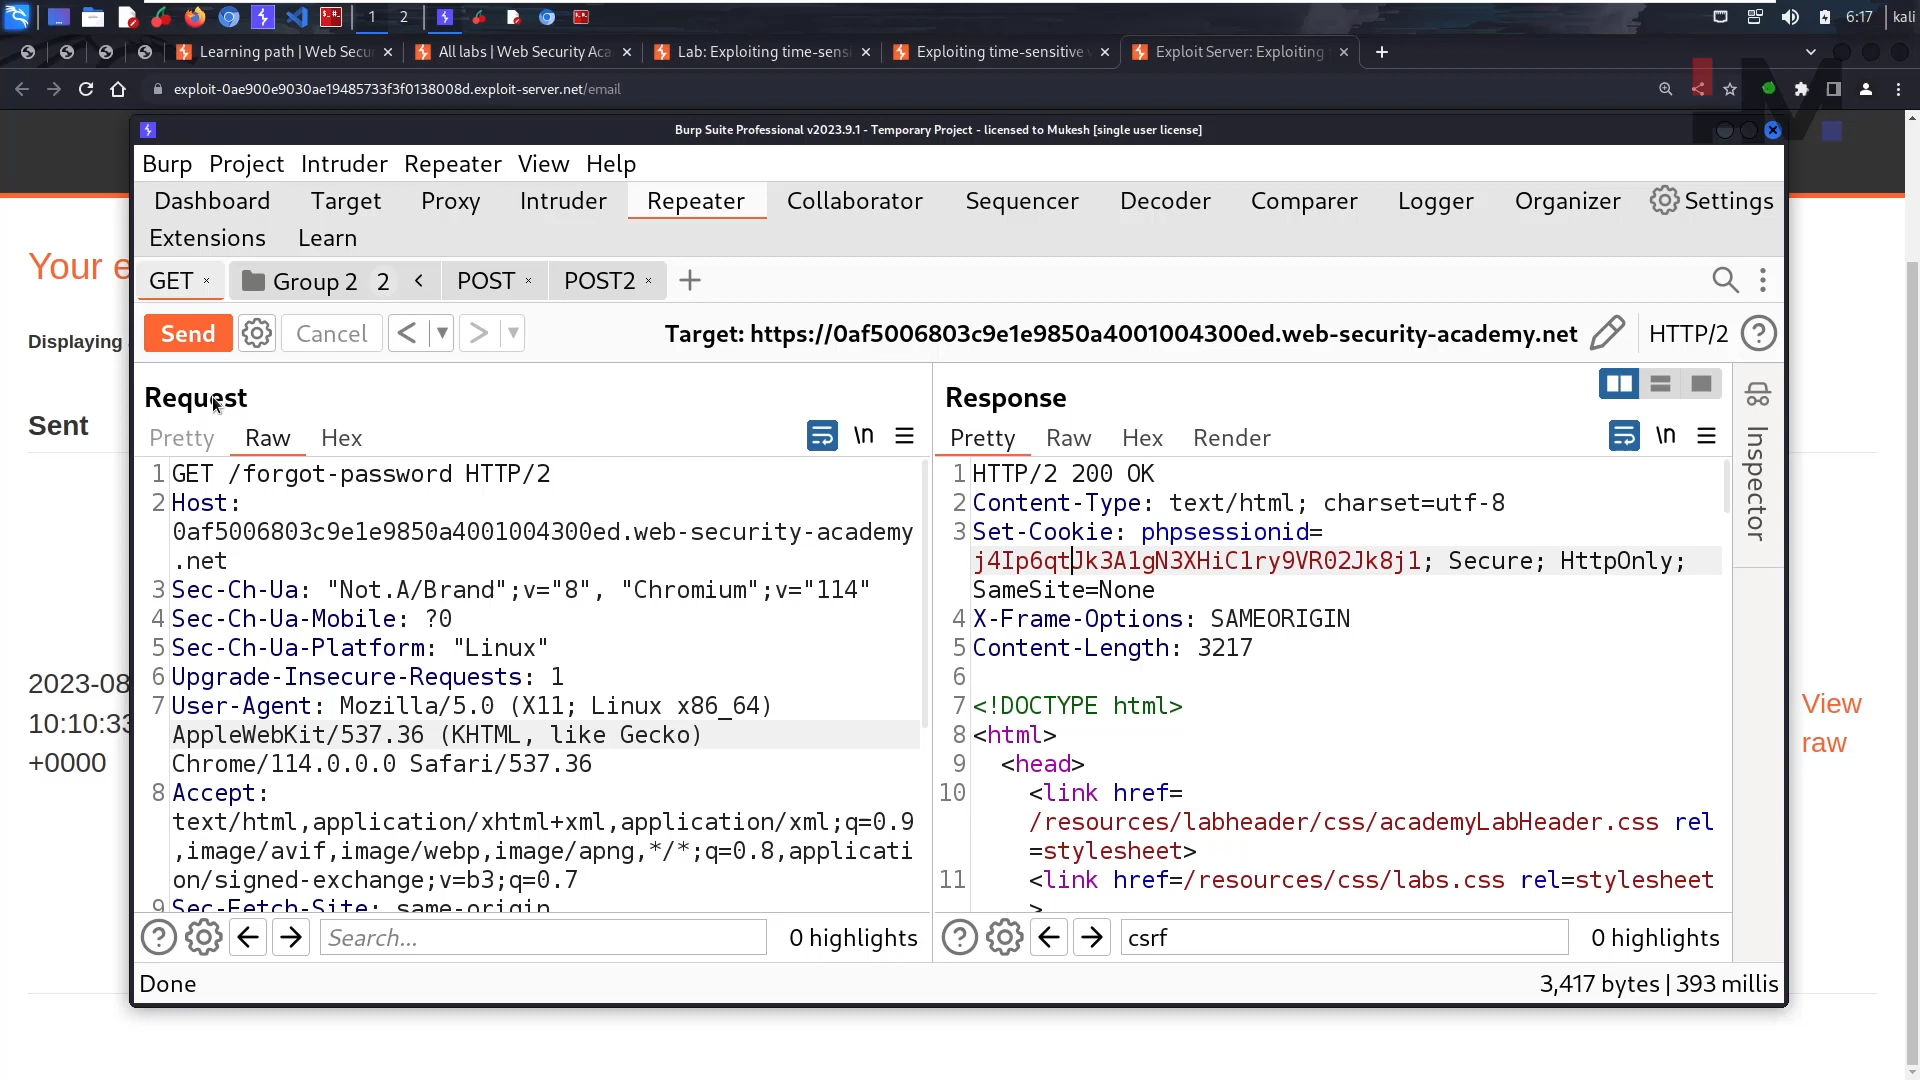 1 2
6:17 kali
Learning path | Web Secur
All labs | Web Security Aca
Lab: Exploiting time-sensi
Exploiting time-sensitive v
Exploit Server: Exploiting
exploit-0ae900e9030ae19485733f3f0138008d.exploit-server.net/email
Burp Suite Professional v2023.9.1 - Temporary Project - licensed to Mukesh [single user license]
Burp Project Intruder Repeater View Help
Dashboard Target Proxy Intruder Repeater Collaborator Sequencer Decoder Comparer Logger Organizer Settings
Extensions Learn
GET × Group 2 2 < POST × POST2 × +
Send Cancel < > Target: https://0af5006803c9e1e9850a4001004300ed.web-security-academy.net HTTP/2
Your e
Displaying
Sent
2023-08
10:10:33
+0000
View
raw
Request
Pretty Raw Hex \n
1 GET /forgot-password HTTP/2
2 Host:
0af5006803c9e1e9850a4001004300ed.web-security-academy
.net
3 Sec-Ch-Ua: "Not.A/Brand";v="8", "Chromium";v="114"
4 Sec-Ch-Ua-Mobile: ?0
5 Sec-Ch-Ua-Platform: "Linux"
6 Upgrade-Insecure-Requests: 1
7 User-Agent: Mozilla/5.0 (X11; Linux x86_64)
AppleWebKit/537.36 (KHTML, like Gecko)
Chrome/114.0.0.0 Safari/537.36
8 Accept:
text/html,application/xhtml+xml,application/xml;q=0.9
,image/avif,image/webp,image/apng,*/*;q=0.8,applicati
on/signed-exchange;v=b3;q=0.7
9 Sec-Fetch-Site: same-origin
Search... 0 highlights
Response
Pretty Raw Hex Render \n
1 HTTP/2 200 OK
2 Content-Type: text/html; charset=utf-8
3 Set-Cookie: phpsessionid=
j4Ip6qtJk3A1gN3XHiC1ry9VR02Jk8j1; Secure; HttpOnly;
SameSite=None
4 X-Frame-Options: SAMEORIGIN
5 Content-Length: 3217
6
7 <!DOCTYPE html>
8 <html>
9 <head>
10 <link href=
/resources/labheader/css/academyLabHeader.css rel
=stylesheet>
11 <link href=/resources/css/labs.css rel=stylesheet
>
csrf 0 highlights
Inspector
Done
3,417 bytes | 393 millis